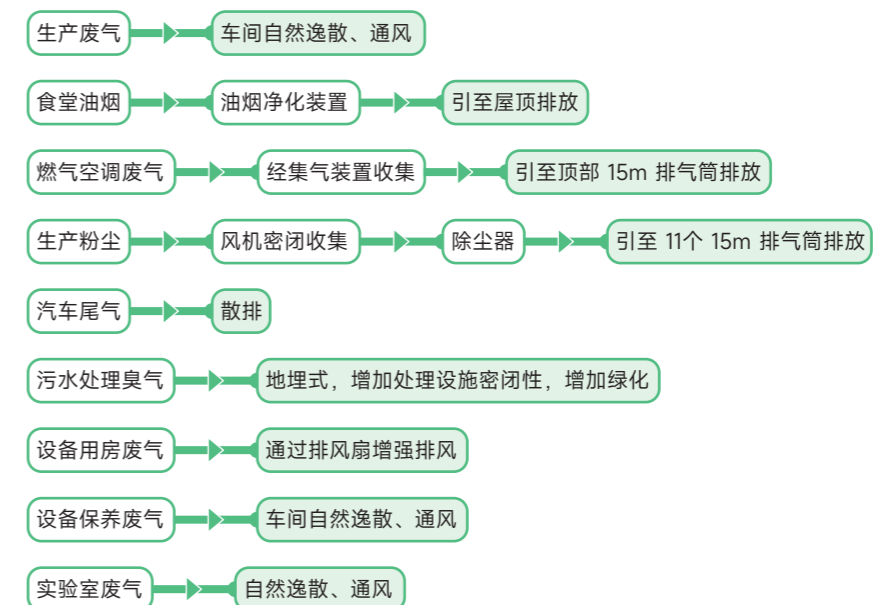 生产废气 车间自然逸散、通风
食堂油烟 油烟净化装置 引至屋顶排放
燃气空调废气 经集气装置收集 引至顶部 15m 排气筒排放
生产粉尘 风机密闭收集 除尘器 引至 11个 15m 排气筒排放
汽车尾气 散排
污水处理臭气 地埋式，增加处理设施密闭性，增加绿化
设备用房废气 通过排风扇增强排风
设备保养废气 车间自然逸散、通风
实验室废气 自然逸散、通风